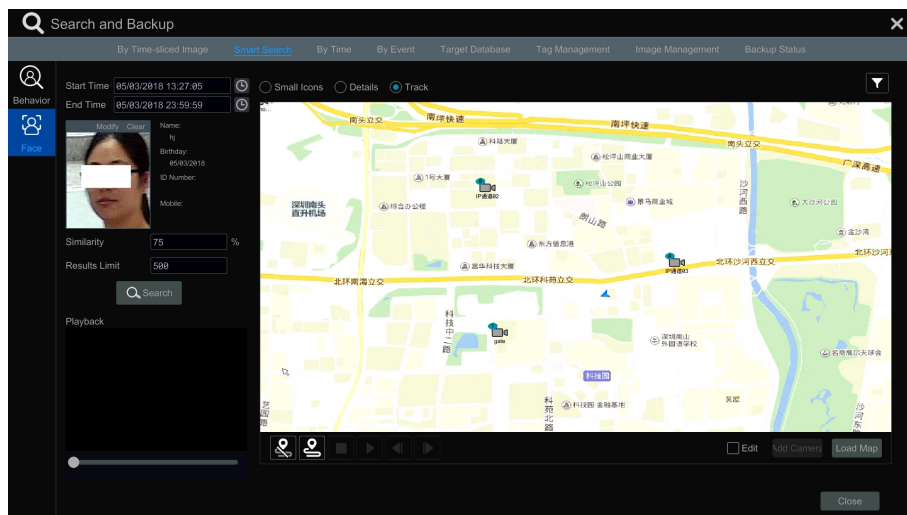 Search and Backup
By Time-sliced Image
Smart Search
By Time
By Event
Target Database
Tag Management
Image Management
Backup Status
Behavior
Face
Start Time 05/03/2018 13:27:05
End Time 05/03/2018 23:59:59
Small Icons
Details
Track
Modify Clear
Name:
hj
Birthday:
05/03/2018
ID Number:
Mobile:
Similarity 75 %
Results Limit 500
Search
Playback
南头立交
南坪快速
南坪快速
南头立交
广深高速
科陆大厦
松坪山商业大厦
1号大厦
IP通道02
松坪山公园
沙河西路
深圳南头
直升机场
综合办公楼
景马商业城
大沙河公园
朗山路
金沙湾
东方信息港
北环沙河
富华科技大厦
IP通道03
北环沙河西立交
北环南海立交
北环科苑立交
科技中二路
gate
深圳南山
外国语学校
名商高尔夫球会
科技园
科苑北路
科技园·金融基地
艺园路
沙河东
Edit
Add Camera
Load Map
Close